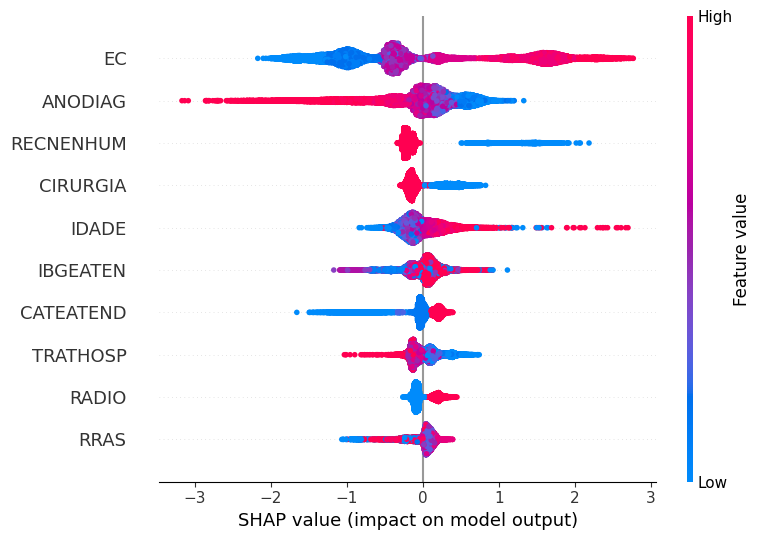 High
EC
ANODIAG
RECNENHUM
CIRURGIA
IDADE
IBGEATEN
CATEATEND
TRATHOSP
RADIO
RRAS
Feature value
Low
−3 −2 −1 0 1 2 3
SHAP value (impact on model output)